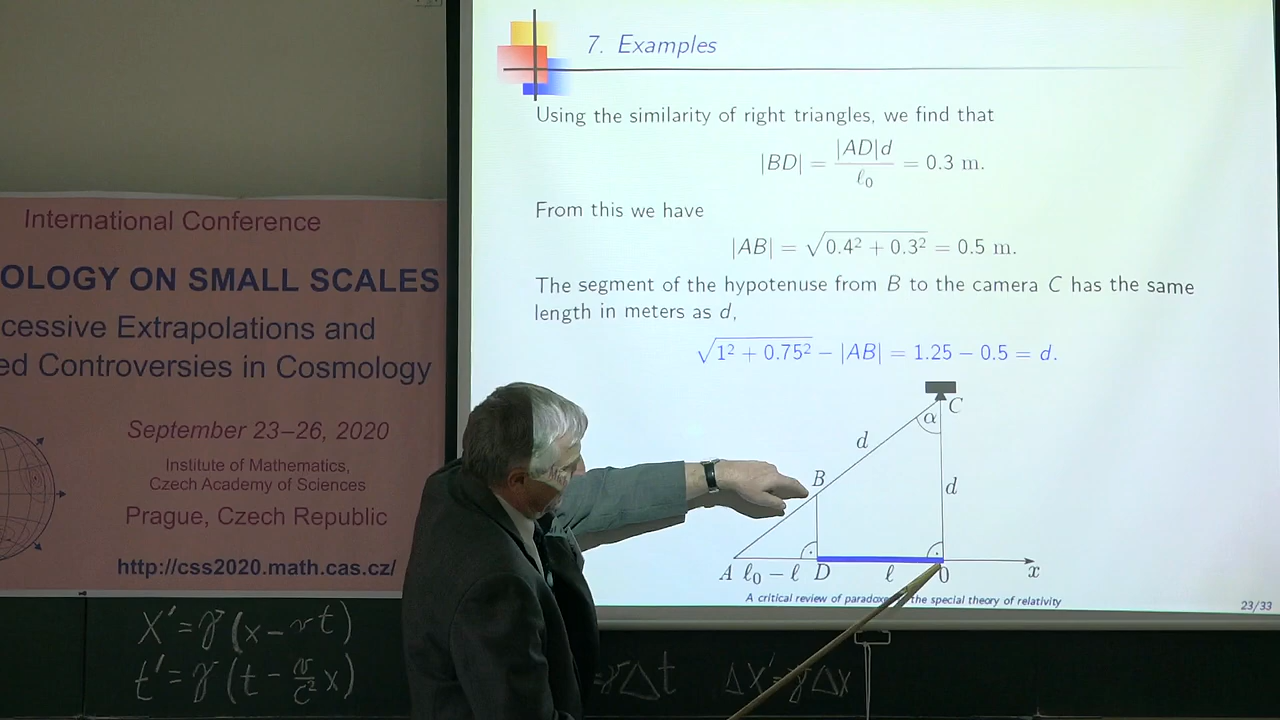 7. Examples
Using the similarity of right triangles, we find that
|BD| = |AD|d / ℓ₀ = 0.3 m.
From this we have
|AB| = √(0.4² + 0.3²) = 0.5 m.
The segment of the hypotenuse from B to the camera C has the same
length in meters as d,
√(1² + 0.75²) − |AB| = 1.25 − 0.5 = d.
C
α
d
B
d
A ℓ₀ − ℓ D ℓ 0 x
A critical review of the special theory of relativity
23/33
International Conference
OLOGY ON SMALL SCALES
cessive Extrapolations and
ed Controversies in Cosmology
September 23–26, 2020
Institute of Mathematics,
Czech Academy of Sciences
Prague, Czech Republic
http://css2020.math.cas.cz/
X' = γ(x − vt)
t' = γ(t − v/c² x)
= γΔt
Δx' = γΔx